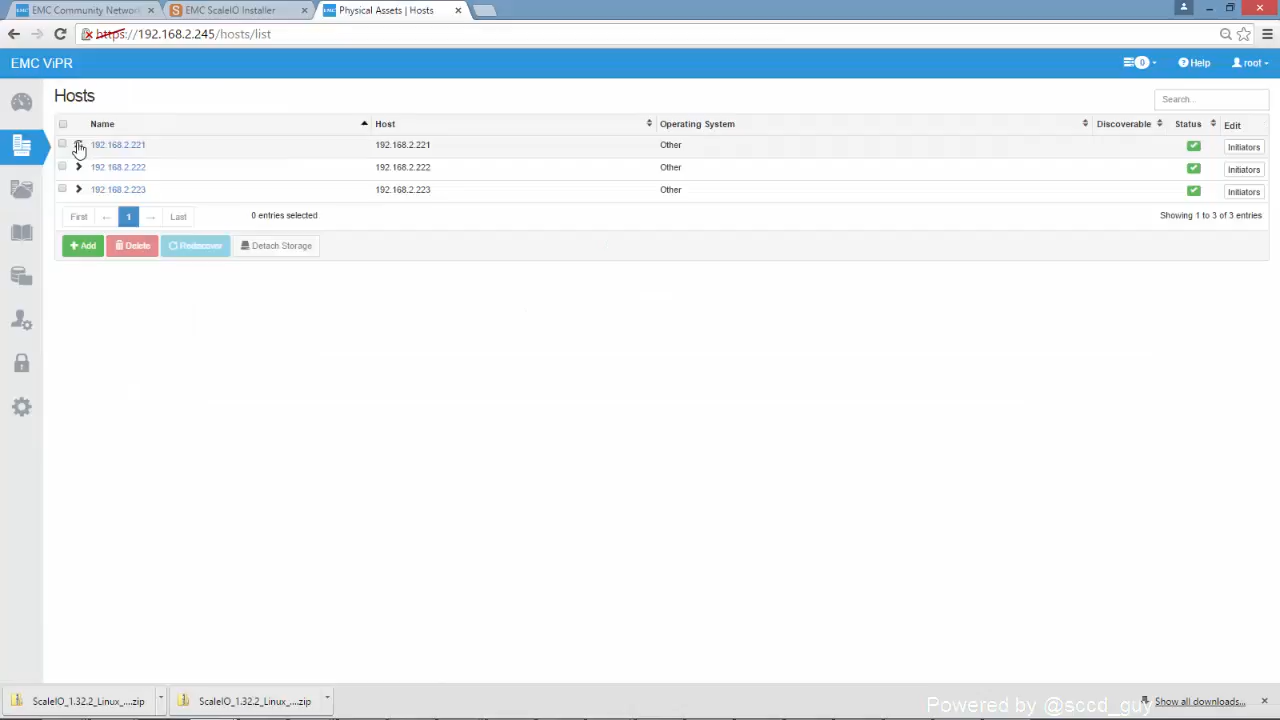 EMC Community Network
EMC ScaleIO Installer
Physical Assets | Hosts
https://192.168.2.245/hosts/list
EMC ViPR
0
Help
root
Hosts
Search...
Name
Host
Operating System
Discoverable
Status
Edit
192.168.2.221
192.168.2.221
Other
Initiators
192.168.2.222
192.168.2.222
Other
Initiators
192.168.2.223
192.168.2.223
Other
Initiators
First ← 1 → Last
0 entries selected
Showing 1 to 3 of 3 entries
+ Add
Delete
Rediscover
Detach Storage
ScaleIO_1.32.2_Linux_....zip
ScaleIO_1.32.2_Linux_....zip
Powered by @sccd_guy
Show all downloads...